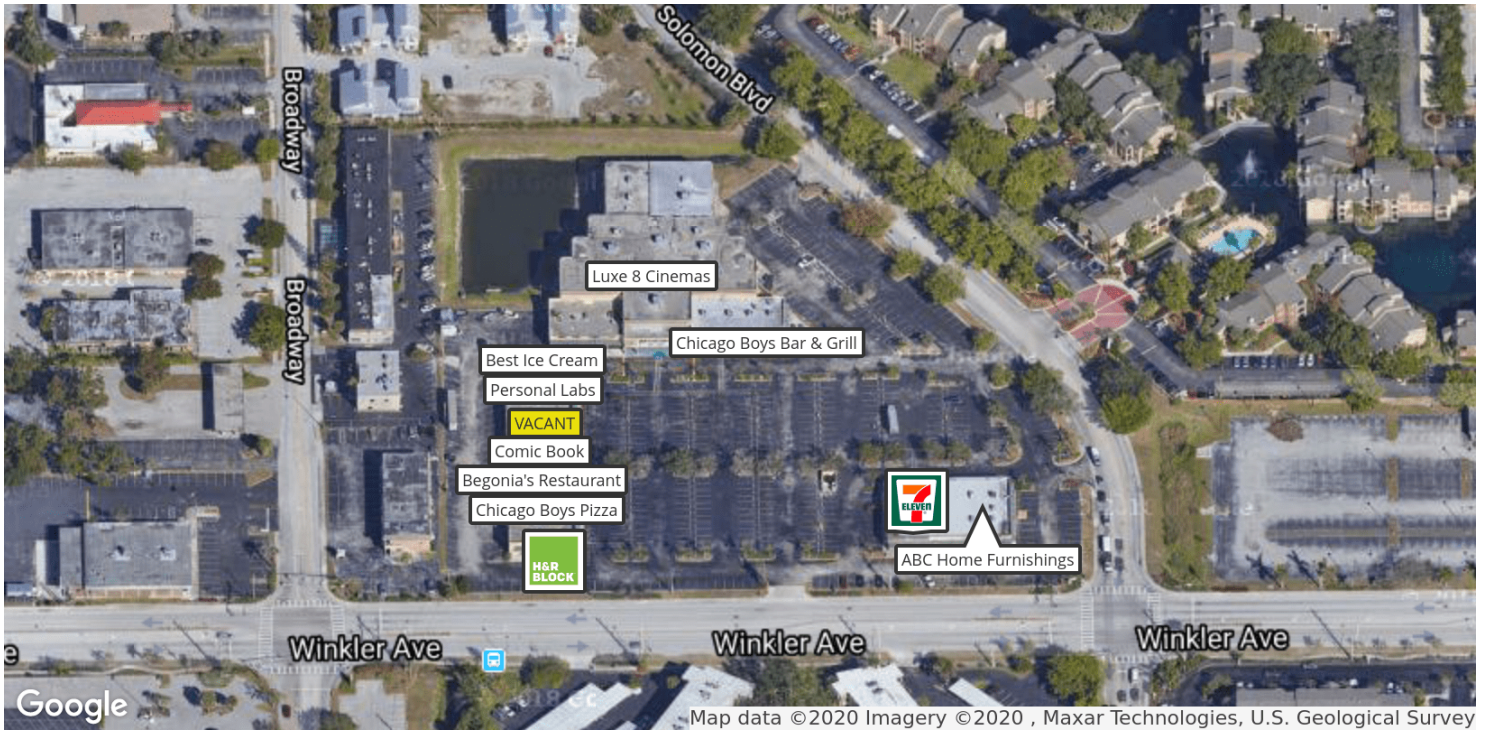 Solomon Blvd
Broadway
Luxe 8 Cinemas
Broadway
Chicago Boys Bar & Grill
Best Ice Cream
Personal Labs
VACANT
Comic Book
Begonia's Restaurant
Chicago Boys Pizza
7
ELEVEN
H&R
BLOCK
ABC Home Furnishings
Winkler Ave
Winkler Ave
Winkler Ave
e
Google
Map data ©2020 Imagery ©2020 , Maxar Technologies, U.S. Geological Survey